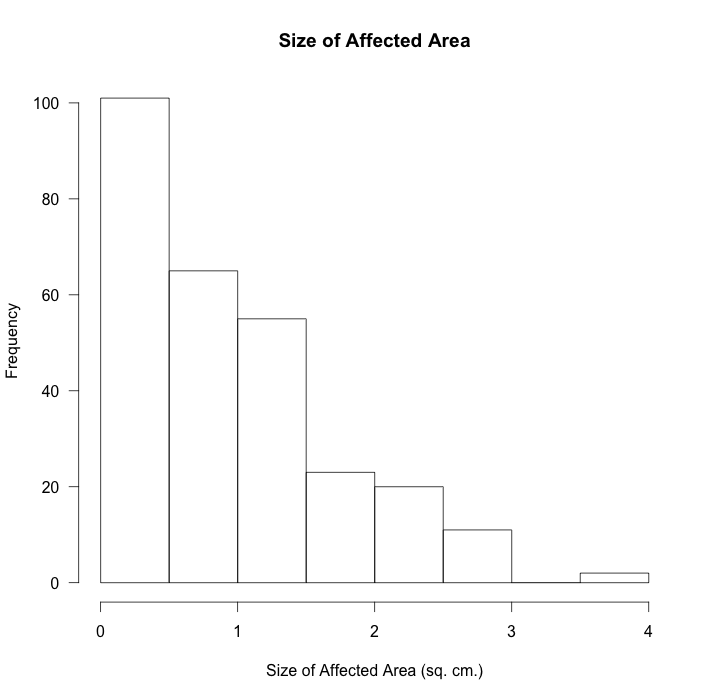 Size of Affected Area
100
80
60
40
20
0
Frequency
0 1 2 3 4
Size of Affected Area (sq. cm.)